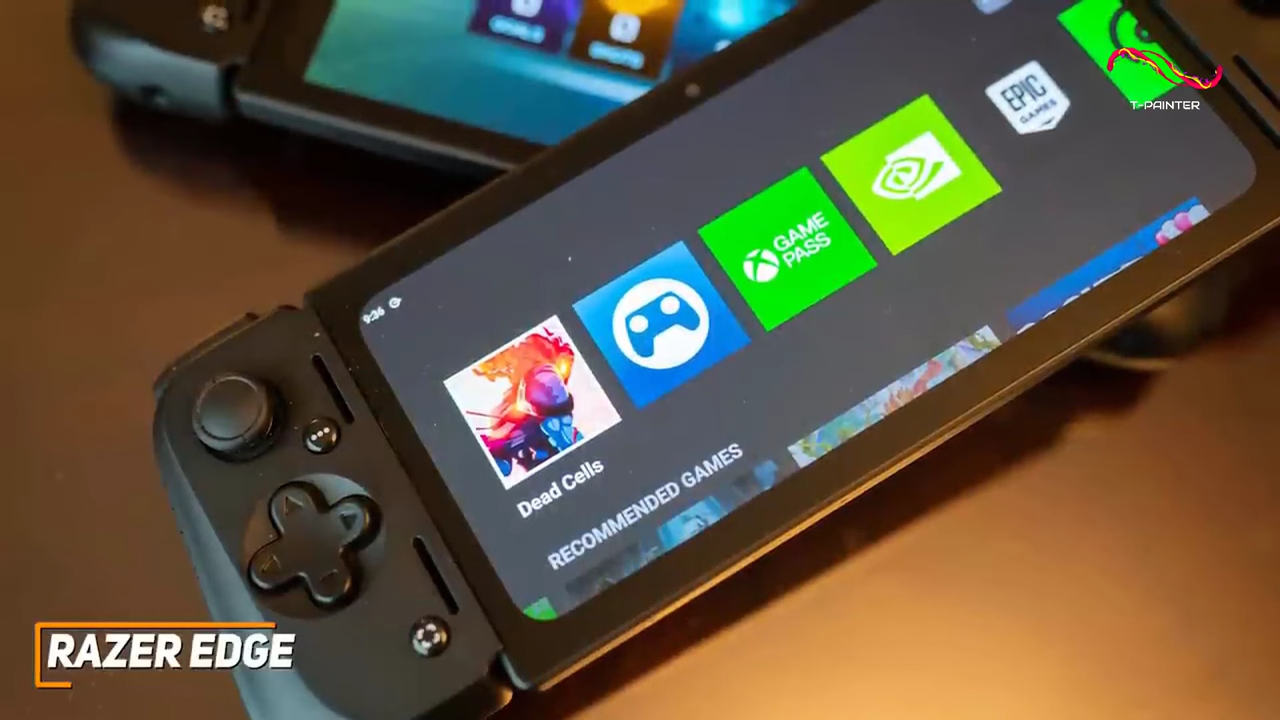 T-PAINTER
EPIC
GAMES
GAME
PASS
9:36
Dead Cells
RECOMMENDED GAMES
RAZER EDGE